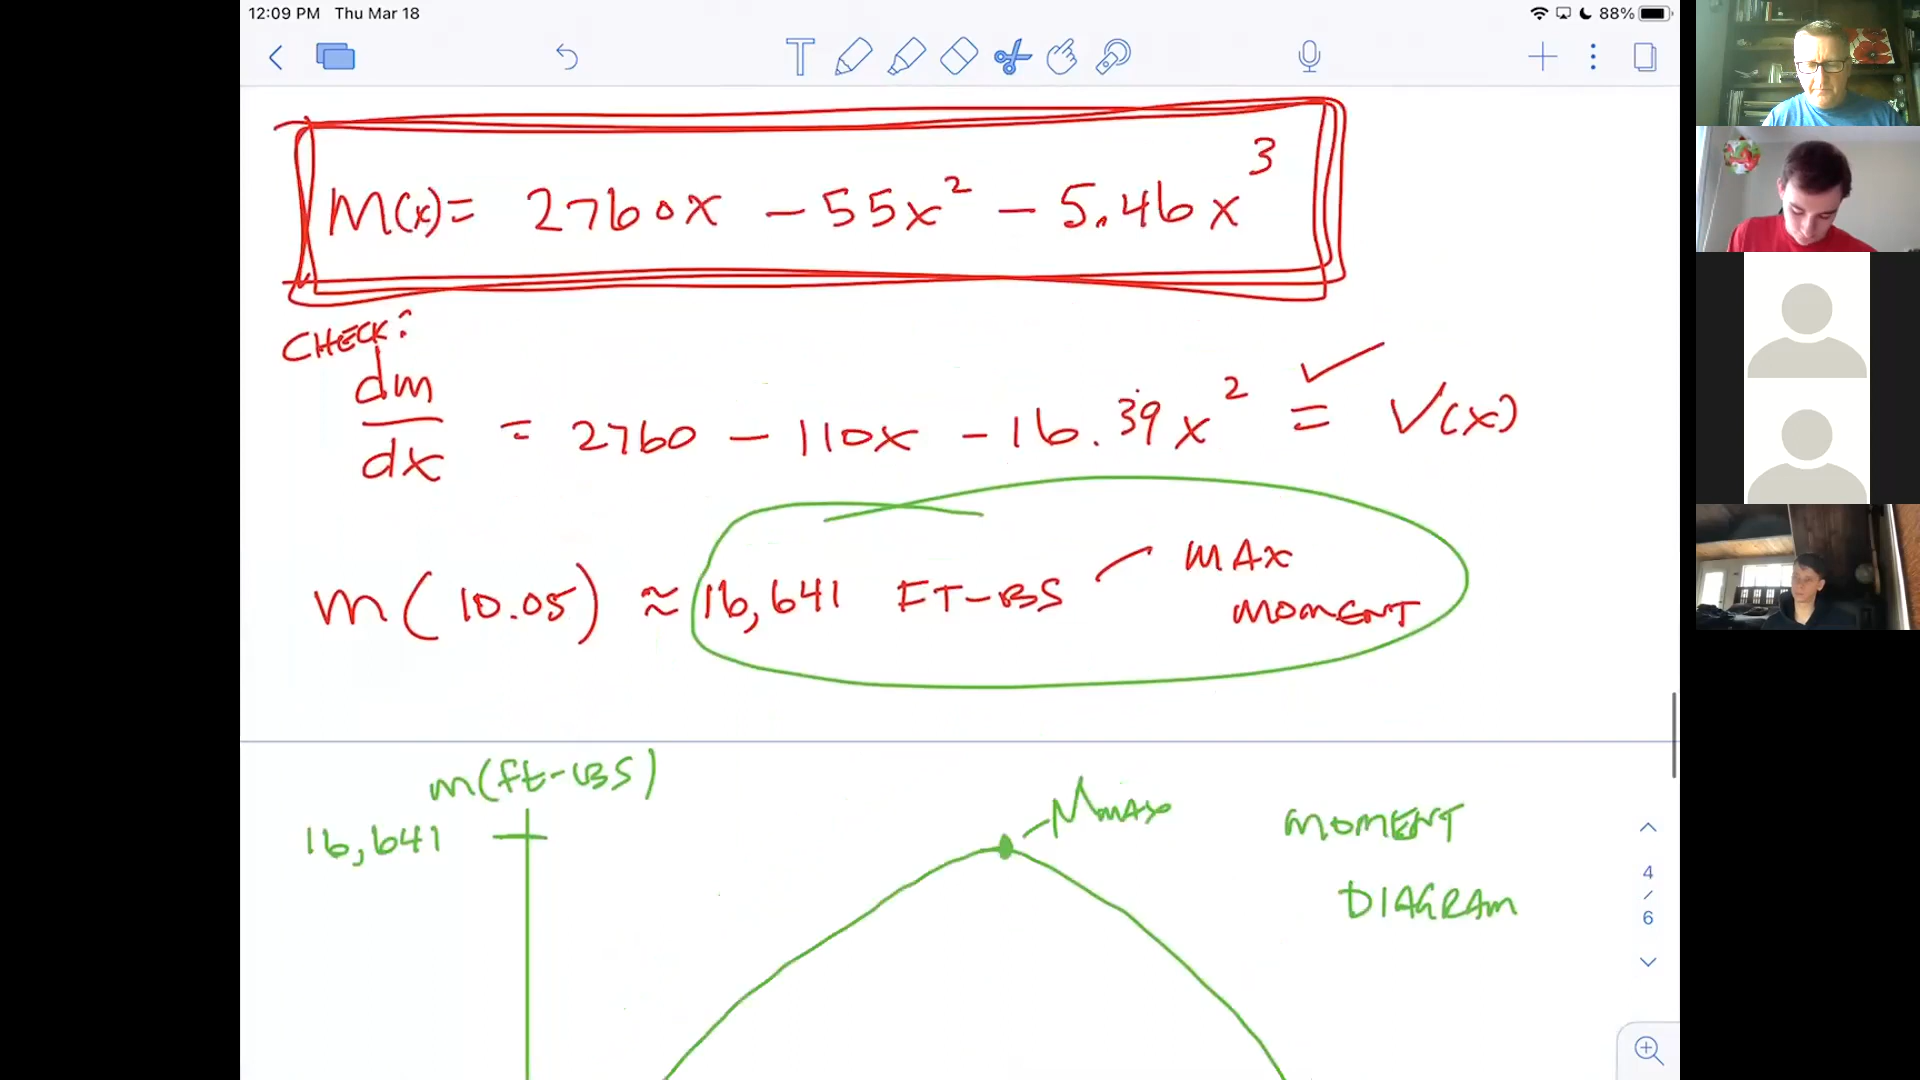 12:09 PM Thu Mar 18
88%
M(x) = 2760x - 55x² - 5.46x³
CHECK:
dm/dx = 2760 - 110x - 16.39x² = V(x)
m(10.05) ≈ 16,641 FT-LBS
MAX
MOMENT
m(ft-LBS)
16,641
Mmax
MOMENT
DIAGRAM
4
/
6